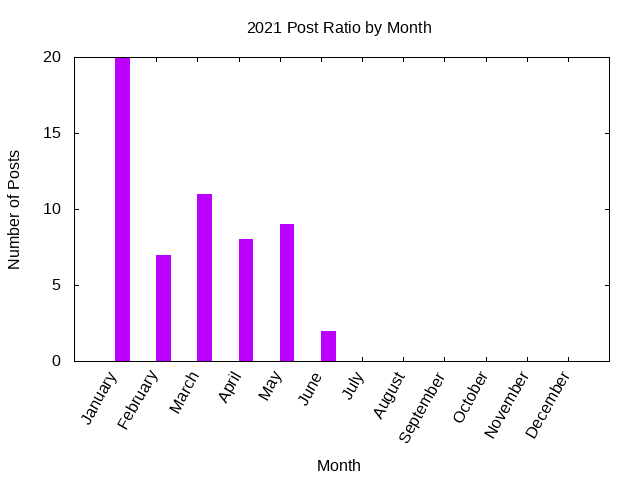 2021 Post Ratio by Month
20
15
10
5
0
Number of Posts
January
February
March
April
May
June
July
August
September
October
November
December
Month